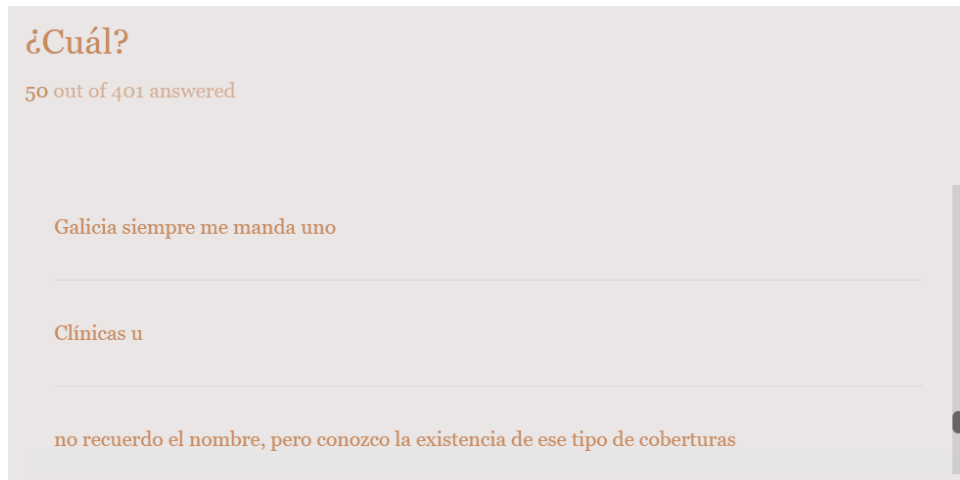 ¿Cuál?
50 out of 401 answered
Galicia siempre me manda uno
Clínicas u
no recuerdo el nombre, pero conozco la existencia de ese tipo de coberturas